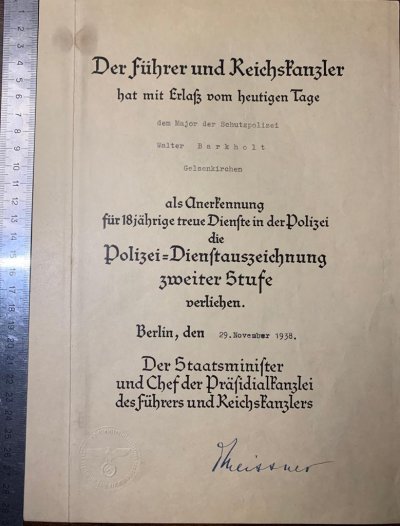 Der Führer und Reichskanzler
hat mit Erlaß vom heutigen Tage
dem Major der Schutzpolizei
Walter Barkholt
Gelsenkirchen
als Anerkennung
für 18jährige treue Dienste in der Polizei
die
Polizei=Dienstauszeichnung
zweiter Stufe
verliehen.
Berlin, den 29.November 1938.
Der Staatsminister
und Chef der Präsidialkanzlei
des Führers und Reichskanzlers
Meissner